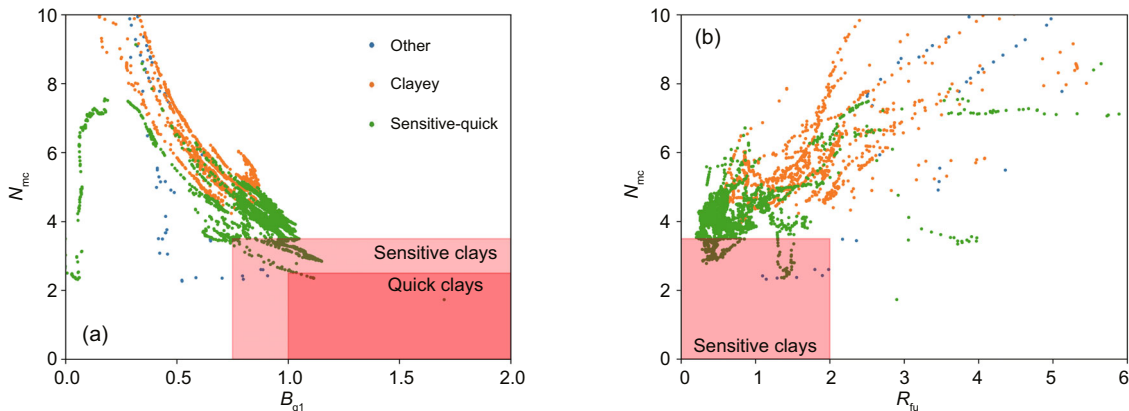 10
8
6
4
2
0
N_mc
(a)
Other
Clayey
Sensitive-quick
Sensitive clays
Quick clays
0.0 0.5 1.0 1.5 2.0
B_q1
10
8
6
4
2
0
N_mc
(b)
Sensitive clays
0 1 2 3 4 5 6
R_fu